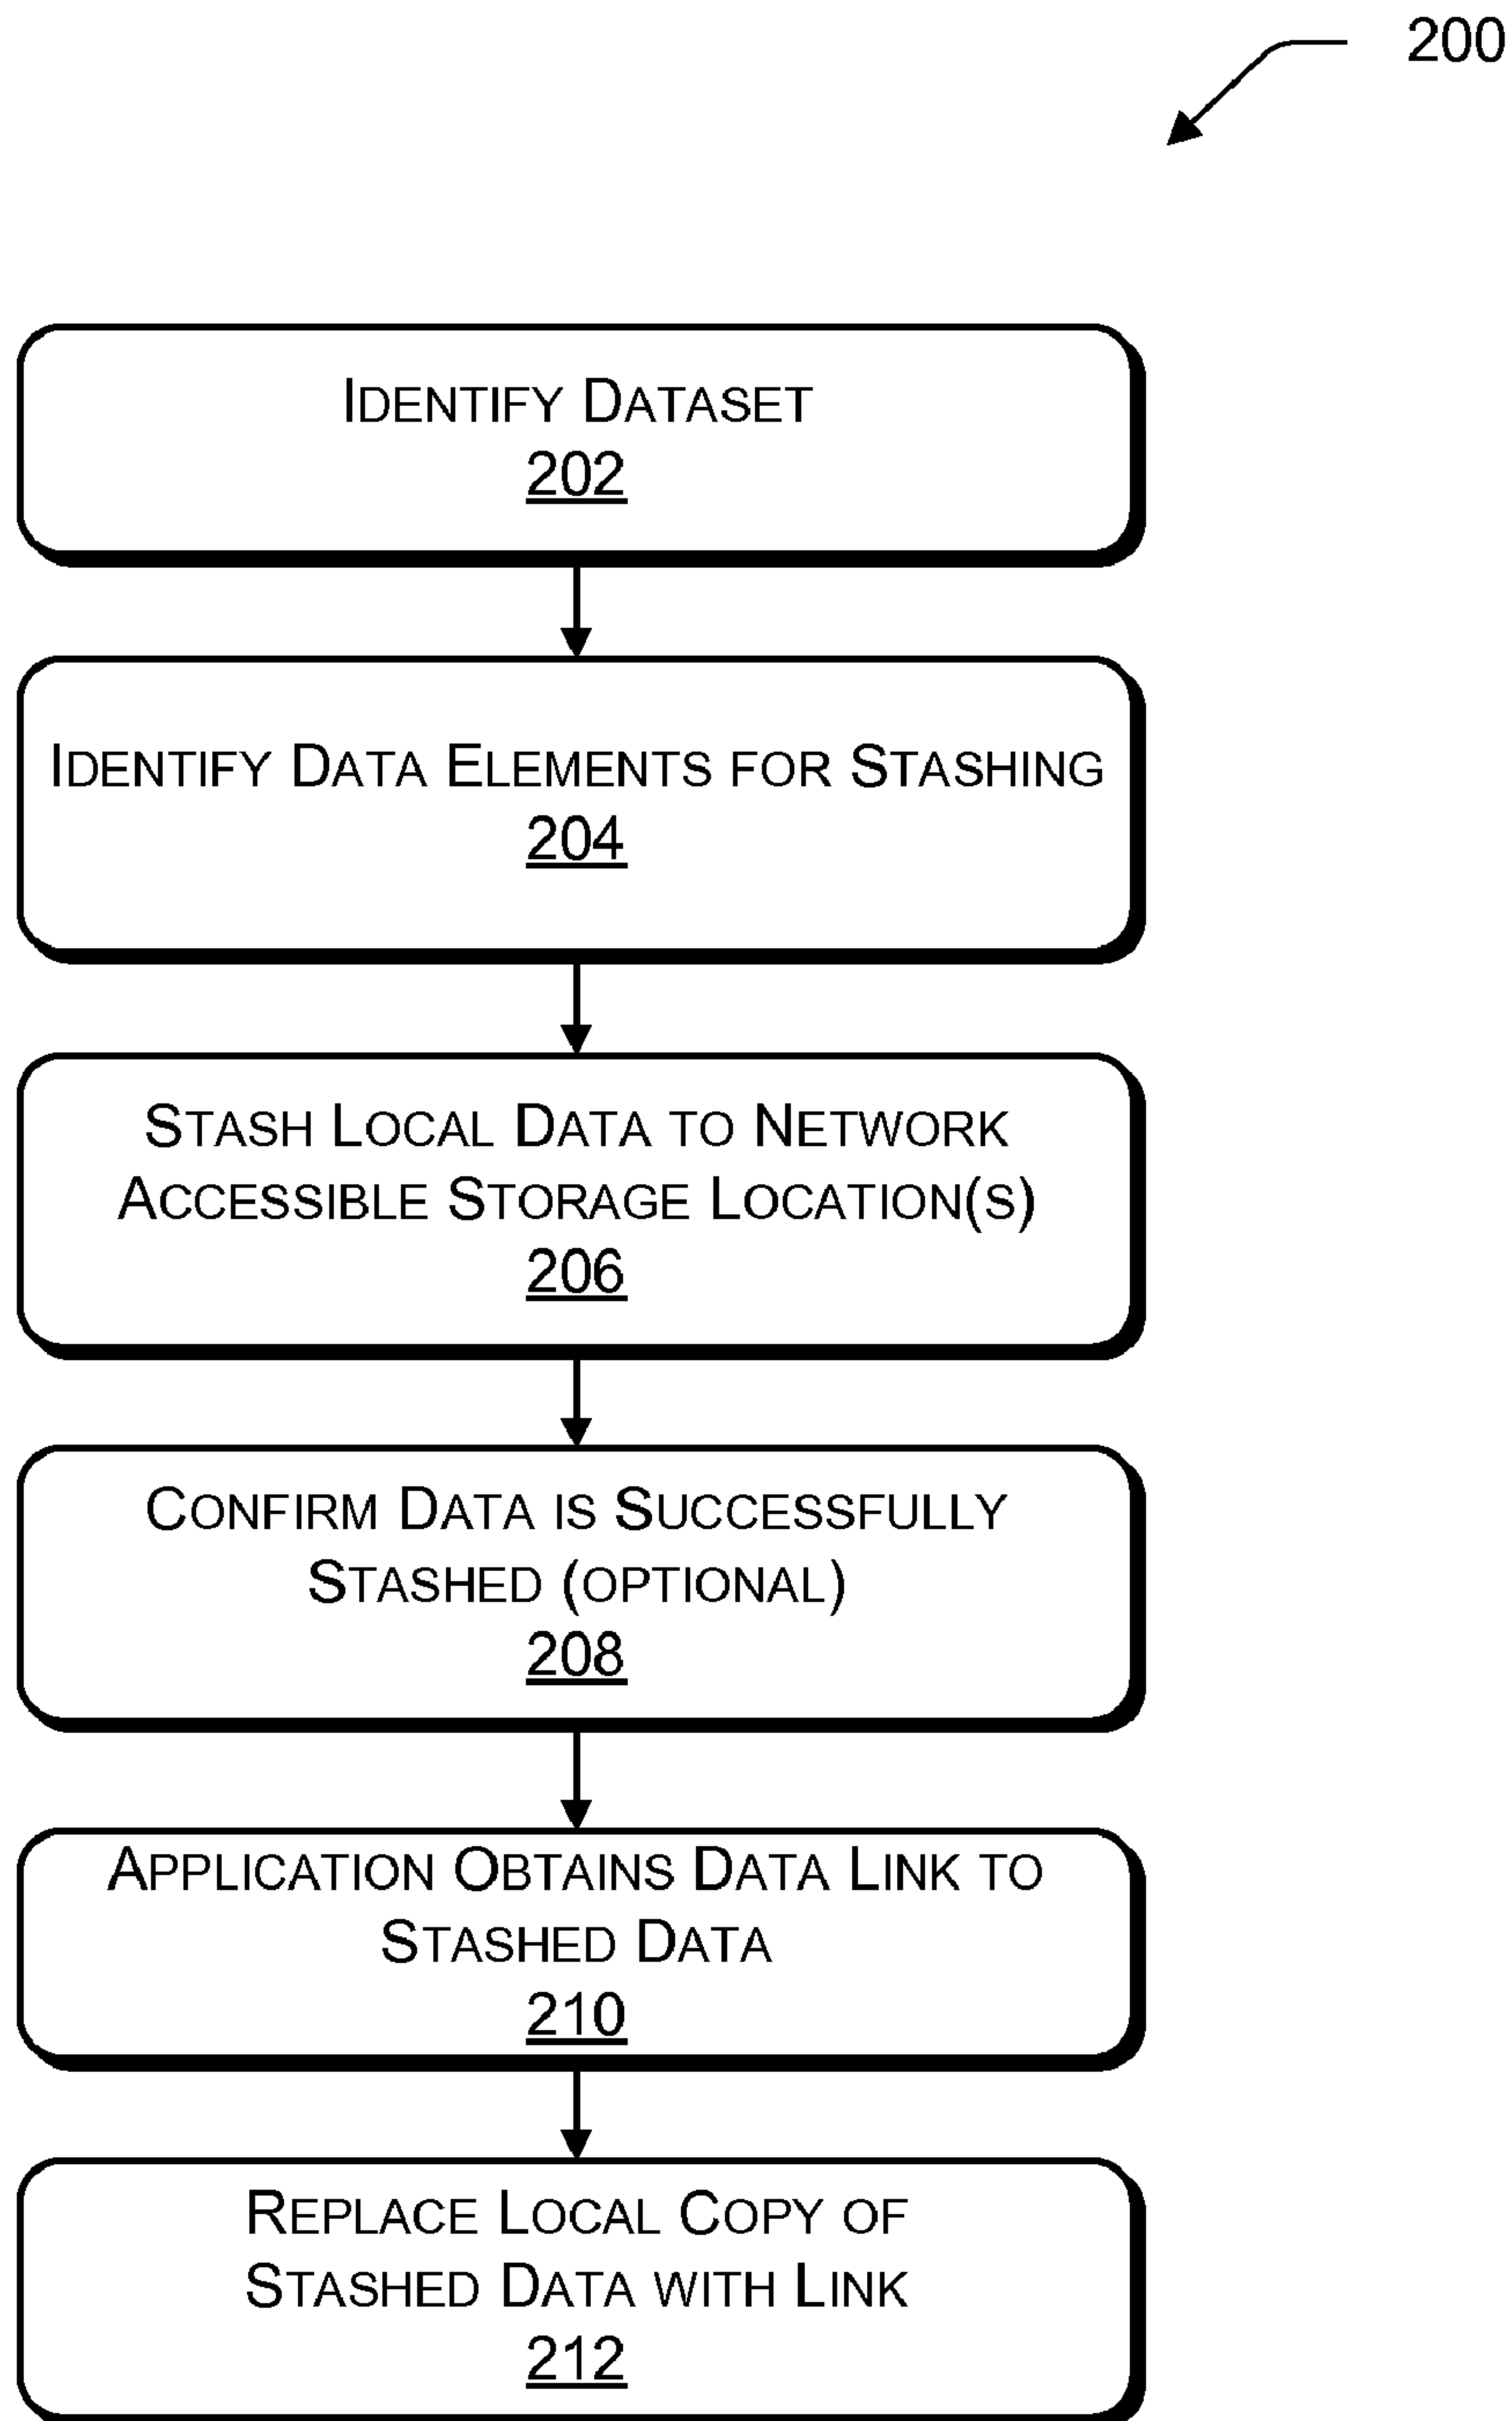 200
IDENTIFY DATASET
202
IDENTIFY DATA ELEMENTS FOR STASHING
204
STASH LOCAL DATA TO NETWORK
ACCESSIBLE STORAGE LOCATION(S)
206
CONFIRM DATA IS SUCCESSFULLY
STASHED (OPTIONAL)
208
APPLICATION OBTAINS DATA LINK TO
STASHED DATA
210
REPLACE LOCAL COPY OF
STASHED DATA WITH LINK
212